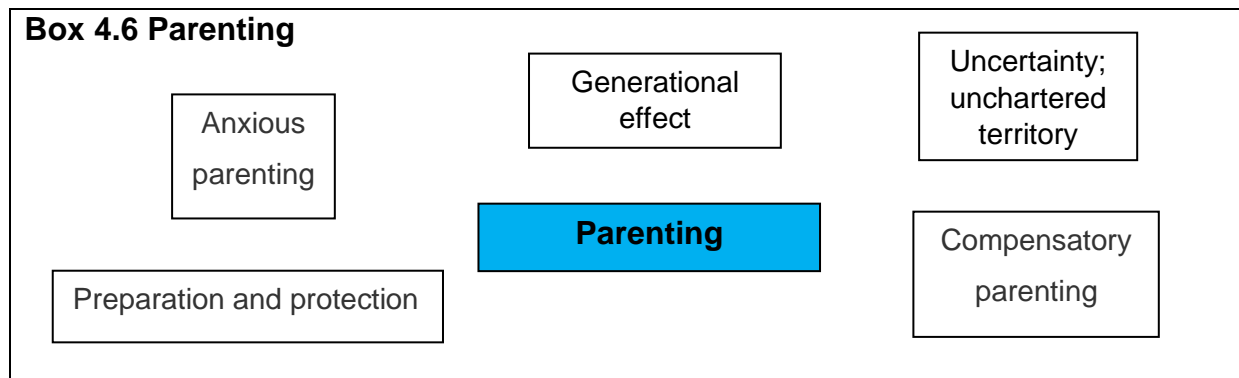 Box 4.6 Parenting
Generational
effect
Uncertainty;
unchartered
territory
Anxious
parenting
Parenting
Compensatory
parenting
Preparation and protection